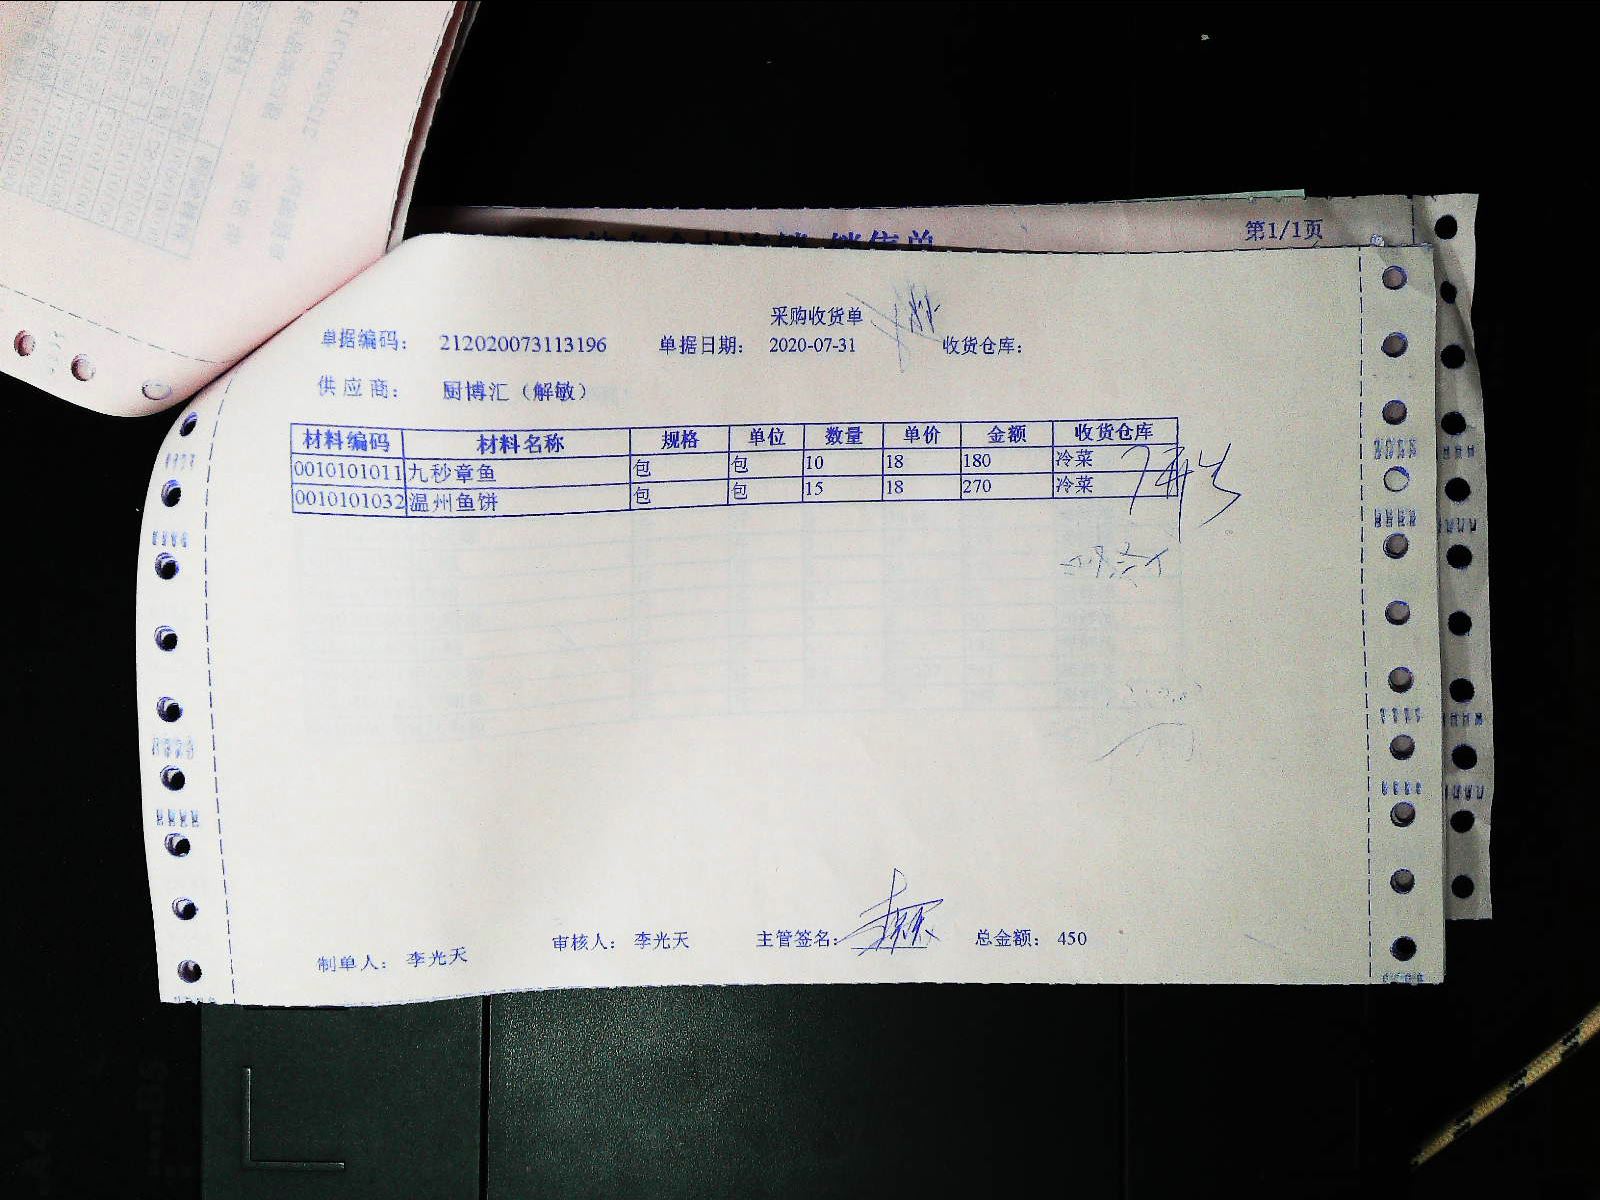 第1/1页
采购收货单
单据编码： 212020073113196 单据日期： 2020-07-31 收货仓库：
供应商： 厨博汇（解敏）
材料编码 材料名称 规格 单位 数量 单价 金额 收货仓库
0010101011 九秒章鱼 包 包 10 18 180 冷菜
0010101032 温州鱼饼 包 包 15 18 270 冷菜
制单人： 李光天 审核人： 李光天 主管签名： 总金额： 450